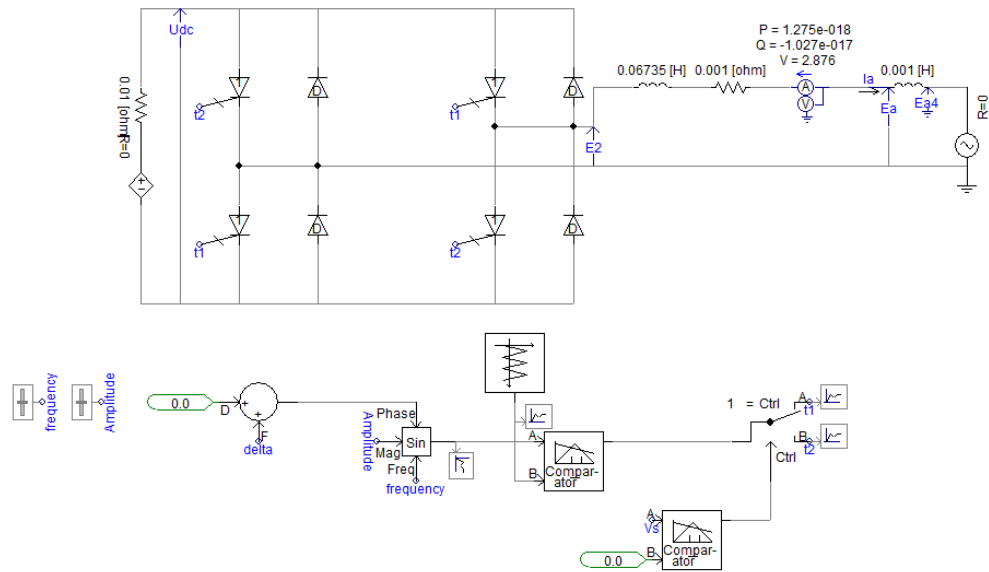 Udc
P = 1.275e-018
Q = -1.027e-017
V = 2.876
0.01 [ohm]
R=0
t2
t1
D
D
0.06735 [H]
0.001 [ohm]
A
V
Ia
0.001 [H]
Ea
Ea4
R=0
E2
t1
t2
D
D
frequency
Amplitude
0.0
D
+
+
F
delta
Phase
Amplitude
Mag
Sin
Freq
frequency
A
B
Compar-
ator
1 = Ctrl
A
t1
B
t2
Ctrl
A
Vs
B
Compar-
ator
0.0